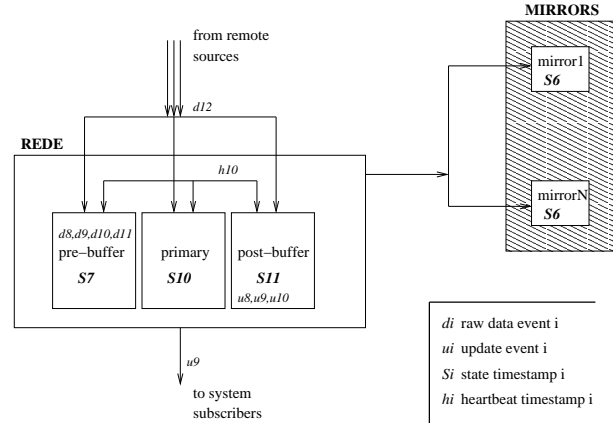 from remote
sources
d12
REDE
h10
d8,d9,d10,d11
pre−buffer
S7
primary
S10
post−buffer
S11
u8,u9,u10
u9
to system
subscribers
MIRRORS
mirror1
S6
mirrorN
S6
di raw data event i
ui update event i
Si state timestamp i
hi heartbeat timestamp i